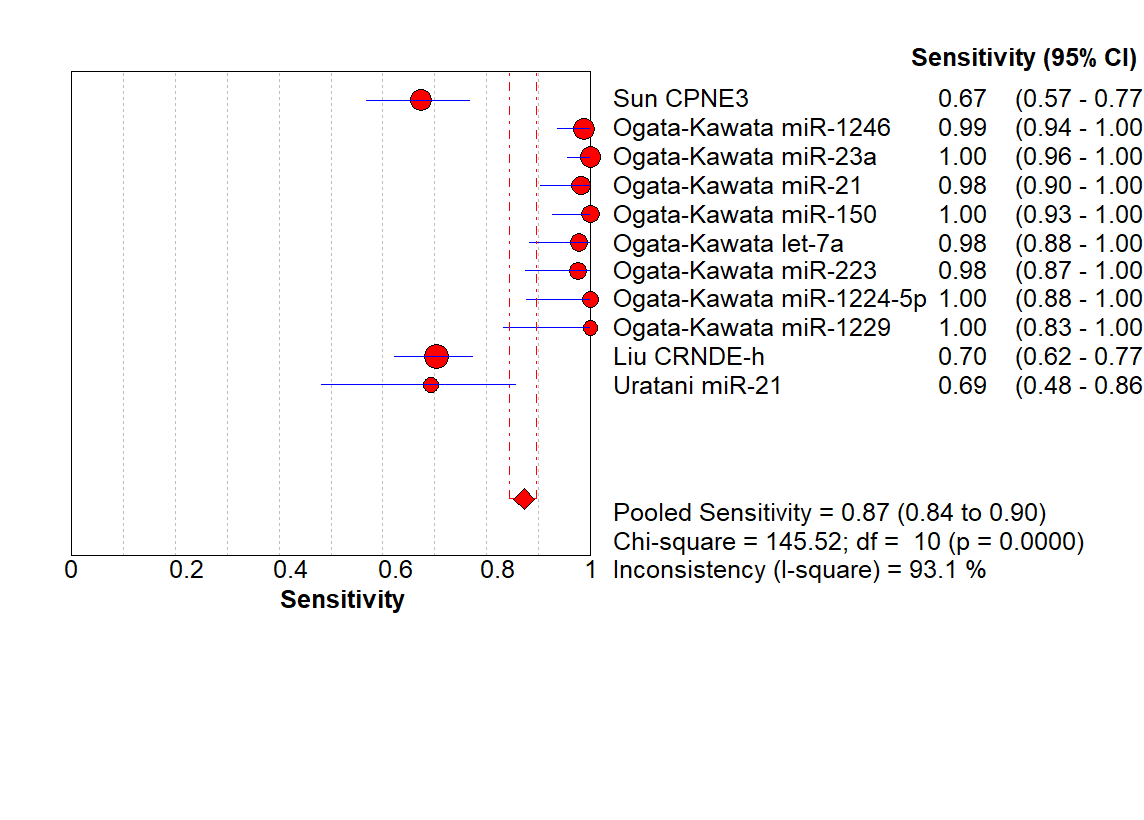 Sensitivity (95% CI)
Sun CPNE3 0.67 (0.57 - 0.77
Ogata-Kawata miR-1246 0.99 (0.94 - 1.00
Ogata-Kawata miR-23a 1.00 (0.96 - 1.00
Ogata-Kawata miR-21 0.98 (0.90 - 1.00
Ogata-Kawata miR-150 1.00 (0.93 - 1.00
Ogata-Kawata let-7a 0.98 (0.88 - 1.00
Ogata-Kawata miR-223 0.98 (0.87 - 1.00
Ogata-Kawata miR-1224-5p 1.00 (0.88 - 1.00
Ogata-Kawata miR-1229 1.00 (0.83 - 1.00
Liu CRNDE-h 0.70 (0.62 - 0.77
Uratani miR-21 0.69 (0.48 - 0.86
Pooled Sensitivity = 0.87 (0.84 to 0.90)
Chi-square = 145.52; df = 10 (p = 0.0000)
Inconsistency (I-square) = 93.1 %
0 0.2 0.4 0.6 0.8 1
Sensitivity